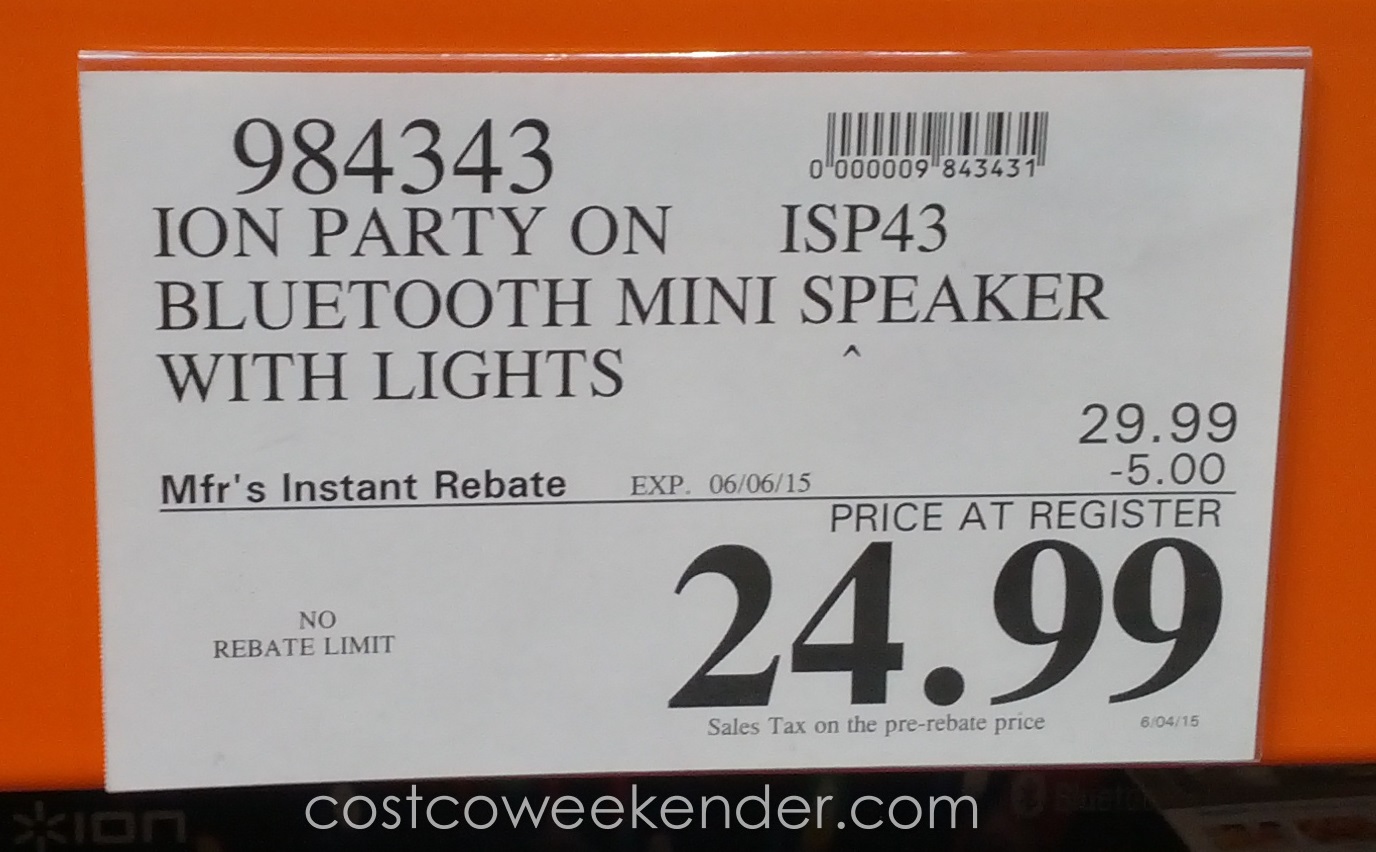 984343
0 000009 843431
ION PARTY ON ISP43
BLUETOOTH MINI SPEAKER
WITH LIGHTS ^
29.99
Mfr's Instant Rebate EXP. 06/06/15 -5.00
PRICE AT REGISTER
24.99
NO
REBATE LIMIT
Sales Tax on the pre-rebate price 6/04/15
costcoweekender.com
ion